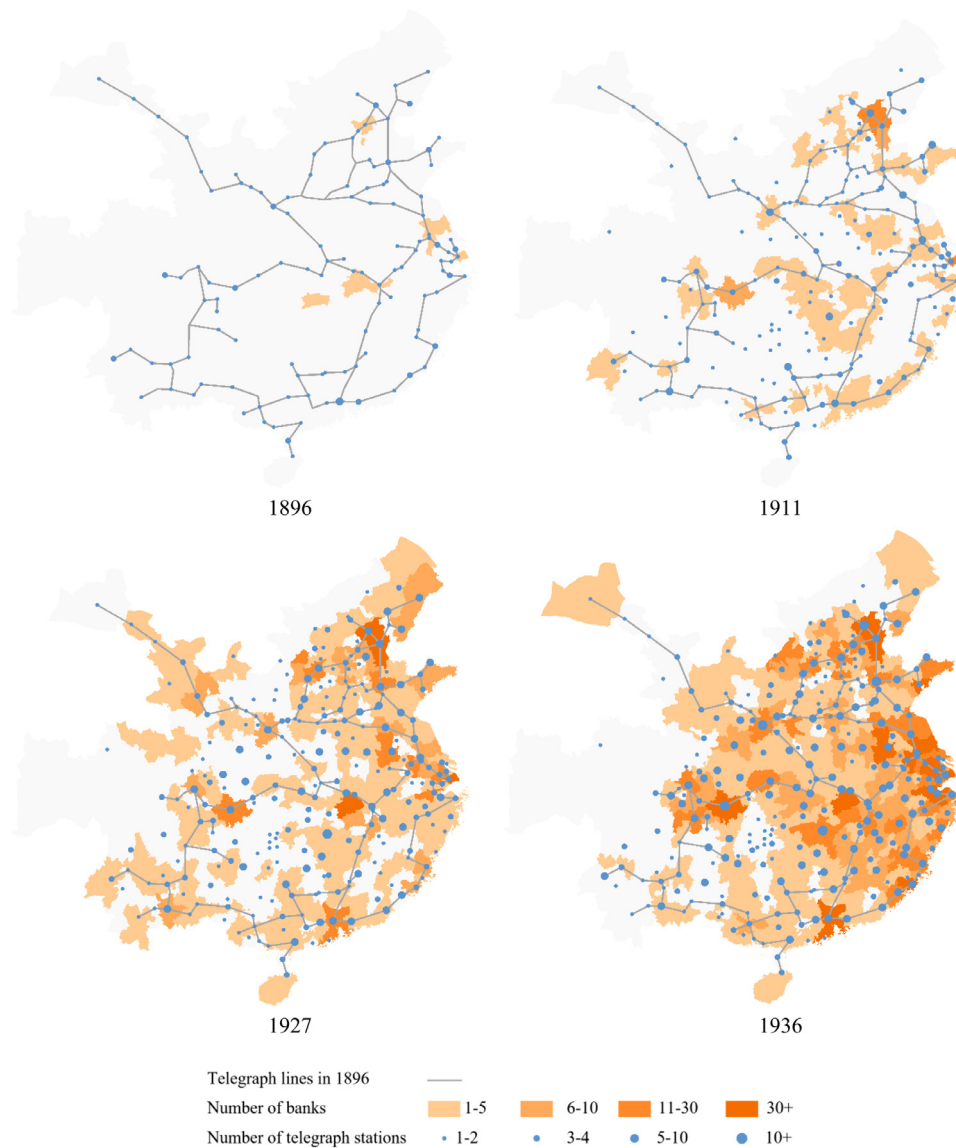 1896
1911
1927
1936
Telegraph lines in 1896
Number of banks 1-5 6-10 11-30 30+
Number of telegraph stations 1-2 3-4 5-10 10+